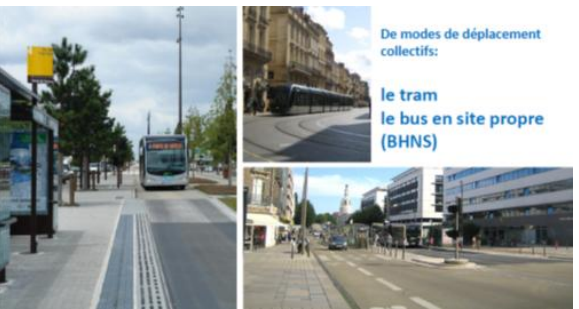 De modes de déplacement
collectifs:
le tram
le bus en site propre
(BHNS)